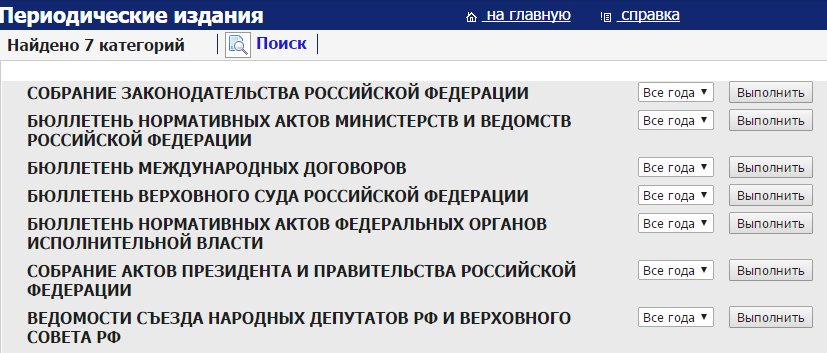 Периодические издания на главную справка
Найдено 7 категорий Поиск
СОБРАНИЕ ЗАКОНОДАТЕЛЬСТВА РОССИЙСКОЙ ФЕДЕРАЦИИ Все года Выполнить
БЮЛЛЕТЕНЬ НОРМАТИВНЫХ АКТОВ МИНИСТЕРСТВ И ВЕДОМСТВ Все года Выполнить
РОССИЙСКОЙ ФЕДЕРАЦИИ
БЮЛЛЕТЕНЬ МЕЖДУНАРОДНЫХ ДОГОВОРОВ Все года Выполнить
БЮЛЛЕТЕНЬ ВЕРХОВНОГО СУДА РОССИЙСКОЙ ФЕДЕРАЦИИ Все года Выполнить
БЮЛЛЕТЕНЬ НОРМАТИВНЫХ АКТОВ ФЕДЕРАЛЬНЫХ ОРГАНОВ Все года Выполнить
ИСПОЛНИТЕЛЬНОЙ ВЛАСТИ
СОБРАНИЕ АКТОВ ПРЕЗИДЕНТА И ПРАВИТЕЛЬСТВА РОССИЙСКОЙ Все года Выполнить
ФЕДЕРАЦИИ
ВЕДОМОСТИ СЪЕЗДА НАРОДНЫХ ДЕПУТАТОВ РФ И ВЕРХОВНОГО Все года Выполнить
СОВЕТА РФ